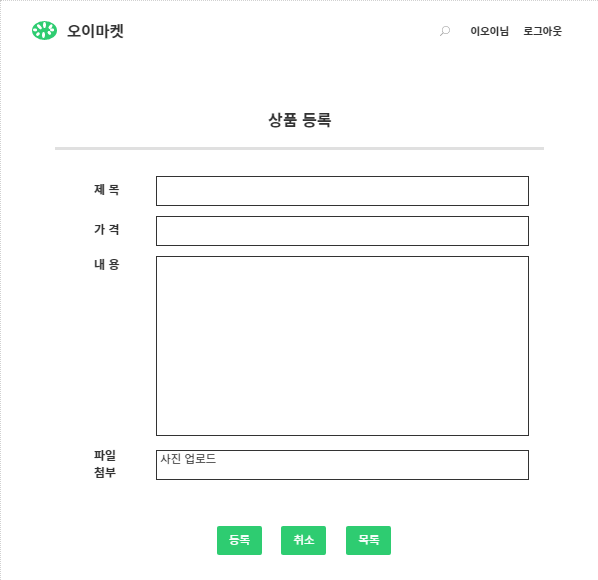 오이마켓
이오이님 로그아웃
상품 등록
제 목
가 격
내 용
파일
첨부
사진 업로드
등록 취소 목록